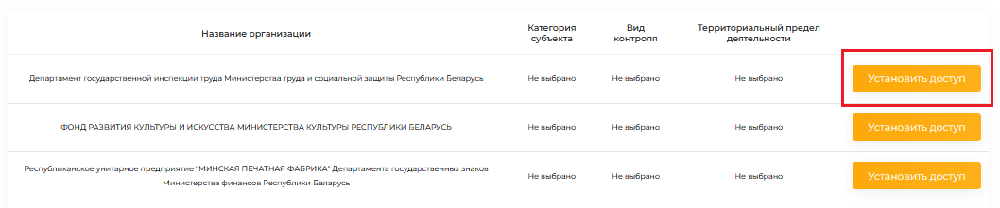 Название организации
Категория субъекта
Вид контроля
Территориальный предел деятельности
Департамент государственной инспекции труда Министерства труда и социальной защиты Республики Беларусь
Не выбрано
Не выбрано
Не выбрано
Установить доступ
ФОНД РАЗВИТИЯ КУЛЬТУРЫ И ИСКУССТВА МИНИСТЕРСТВА КУЛЬТУРЫ РЕСПУБЛИКИ БЕЛАРУСЬ
Не выбрано
Не выбрано
Не выбрано
Установить доступ
Республиканское унитарное предприятие "МИНСКАЯ ПЕЧАТНАЯ ФАБРИКА" Департамента государственных знаков
Министерства финансов Республики Беларусь
Не выбрано
Не выбрано
Не выбрано
Установить доступ